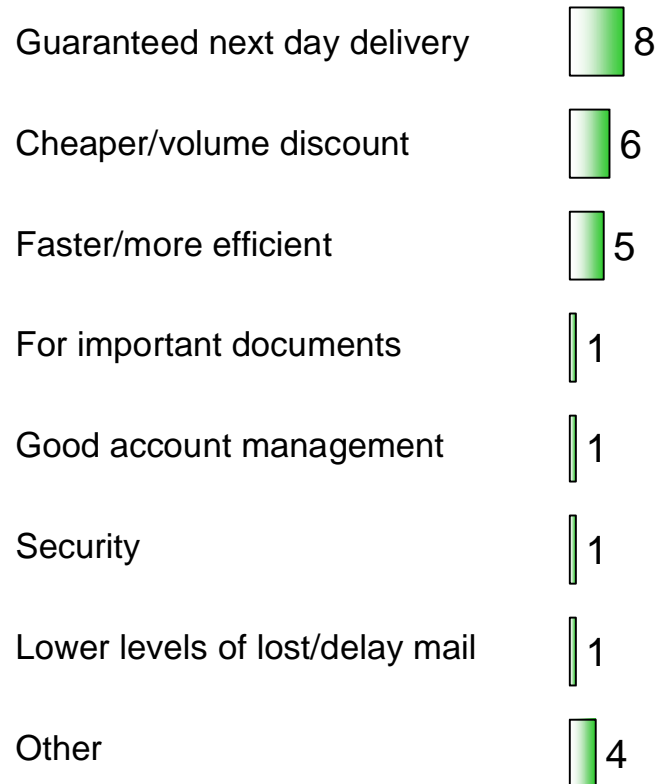 Guaranteed next day delivery 8
Cheaper/volume discount 6
Faster/more efficient 5
For important documents 1
Good account management 1
Security 1
Lower levels of lost/delay mail 1
Other 4